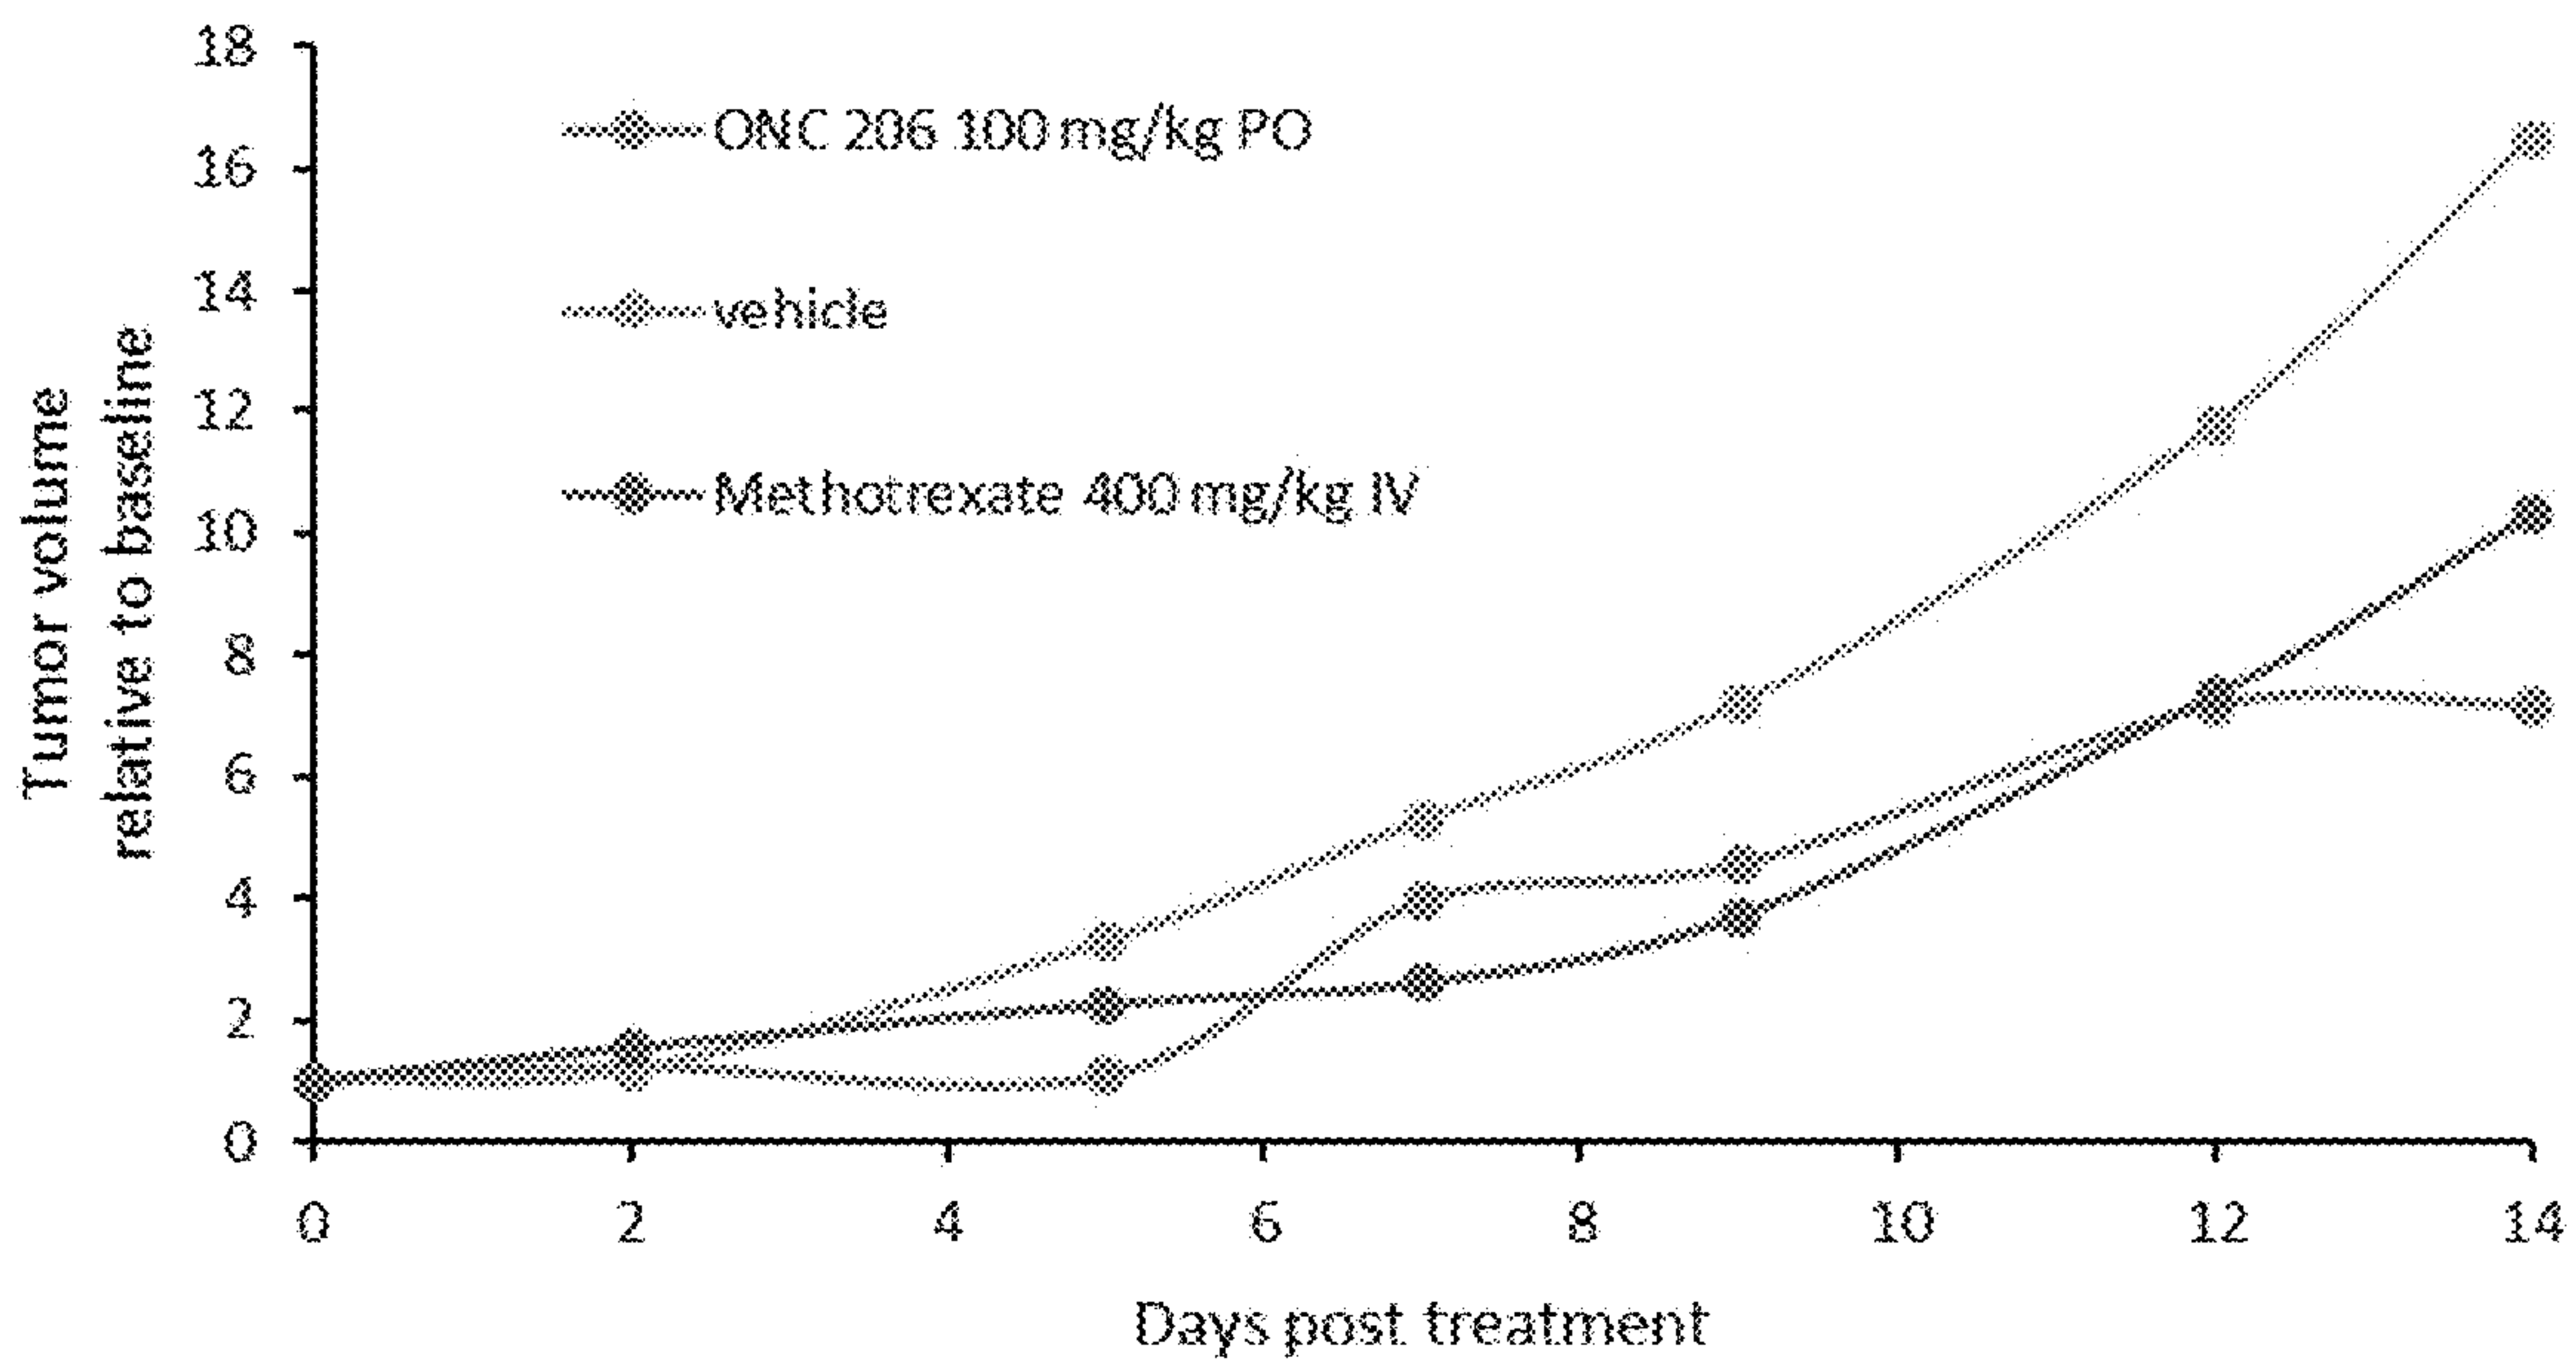 18
16
14
12
10
8
6
4
2
0
Tumor volume
relative to baseline
ONC 206 100 mg/kg PO
vehicle
Methotrexate 400 mg/kg IV
0 2 4 6 8 10 12 14
Days post treatment